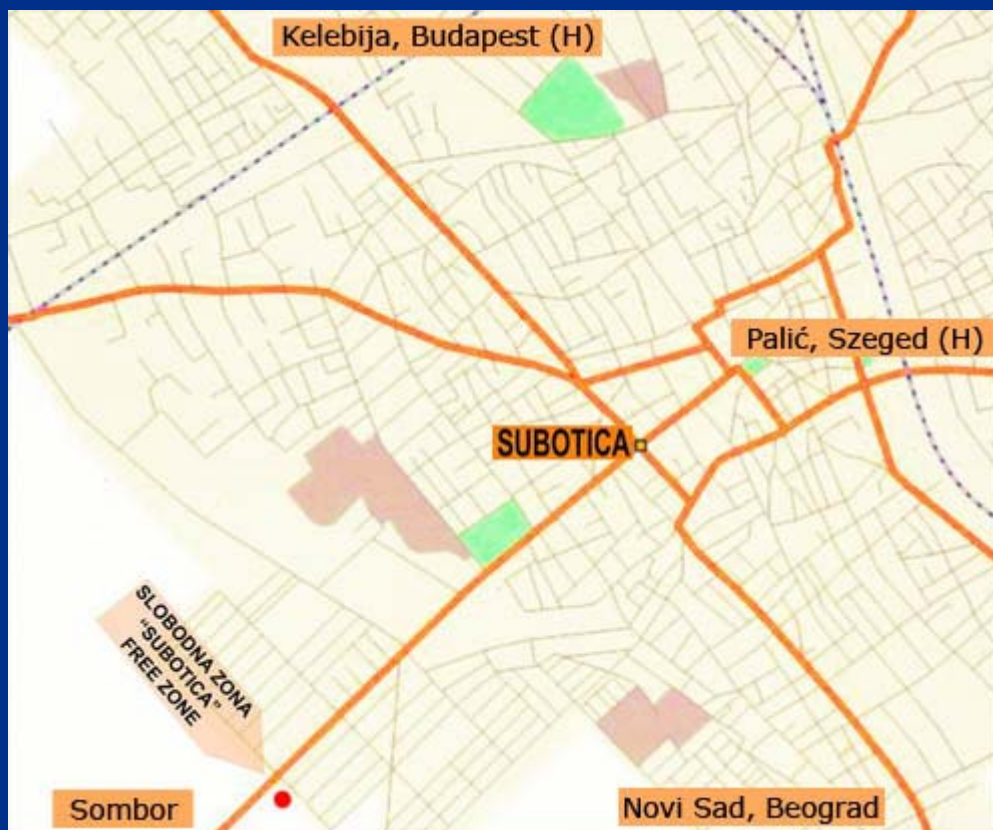 Kelebija, Budapest (H)
Palić, Szeged (H)
SUBOTICA
SLOBODNA ZONA
“SUBOTICA”
FREE ZONE
Sombor
Novi Sad, Beograd